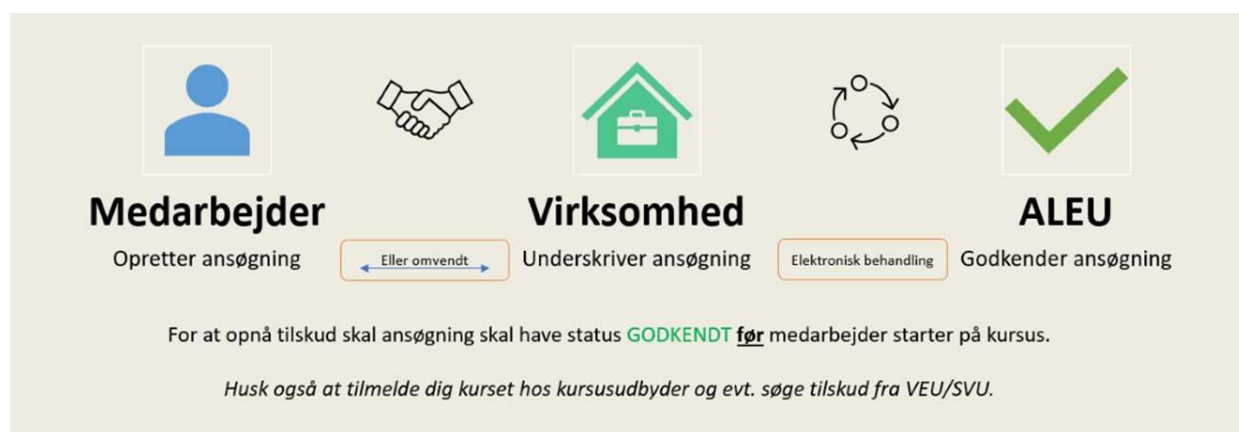 Medarbejder
Virksomhed
ALEU
Opretter ansøgning
Eller omvendt
Underskriver ansøgning
Elektronisk behandling
Godkender ansøgning
For at opnå tilskud skal ansøgning skal have status GODKENDT før medarbejder starter på kursus.
Husk også at tilmelde dig kurset hos kursusudbyder og evt. søge tilskud fra VEU/SVU.